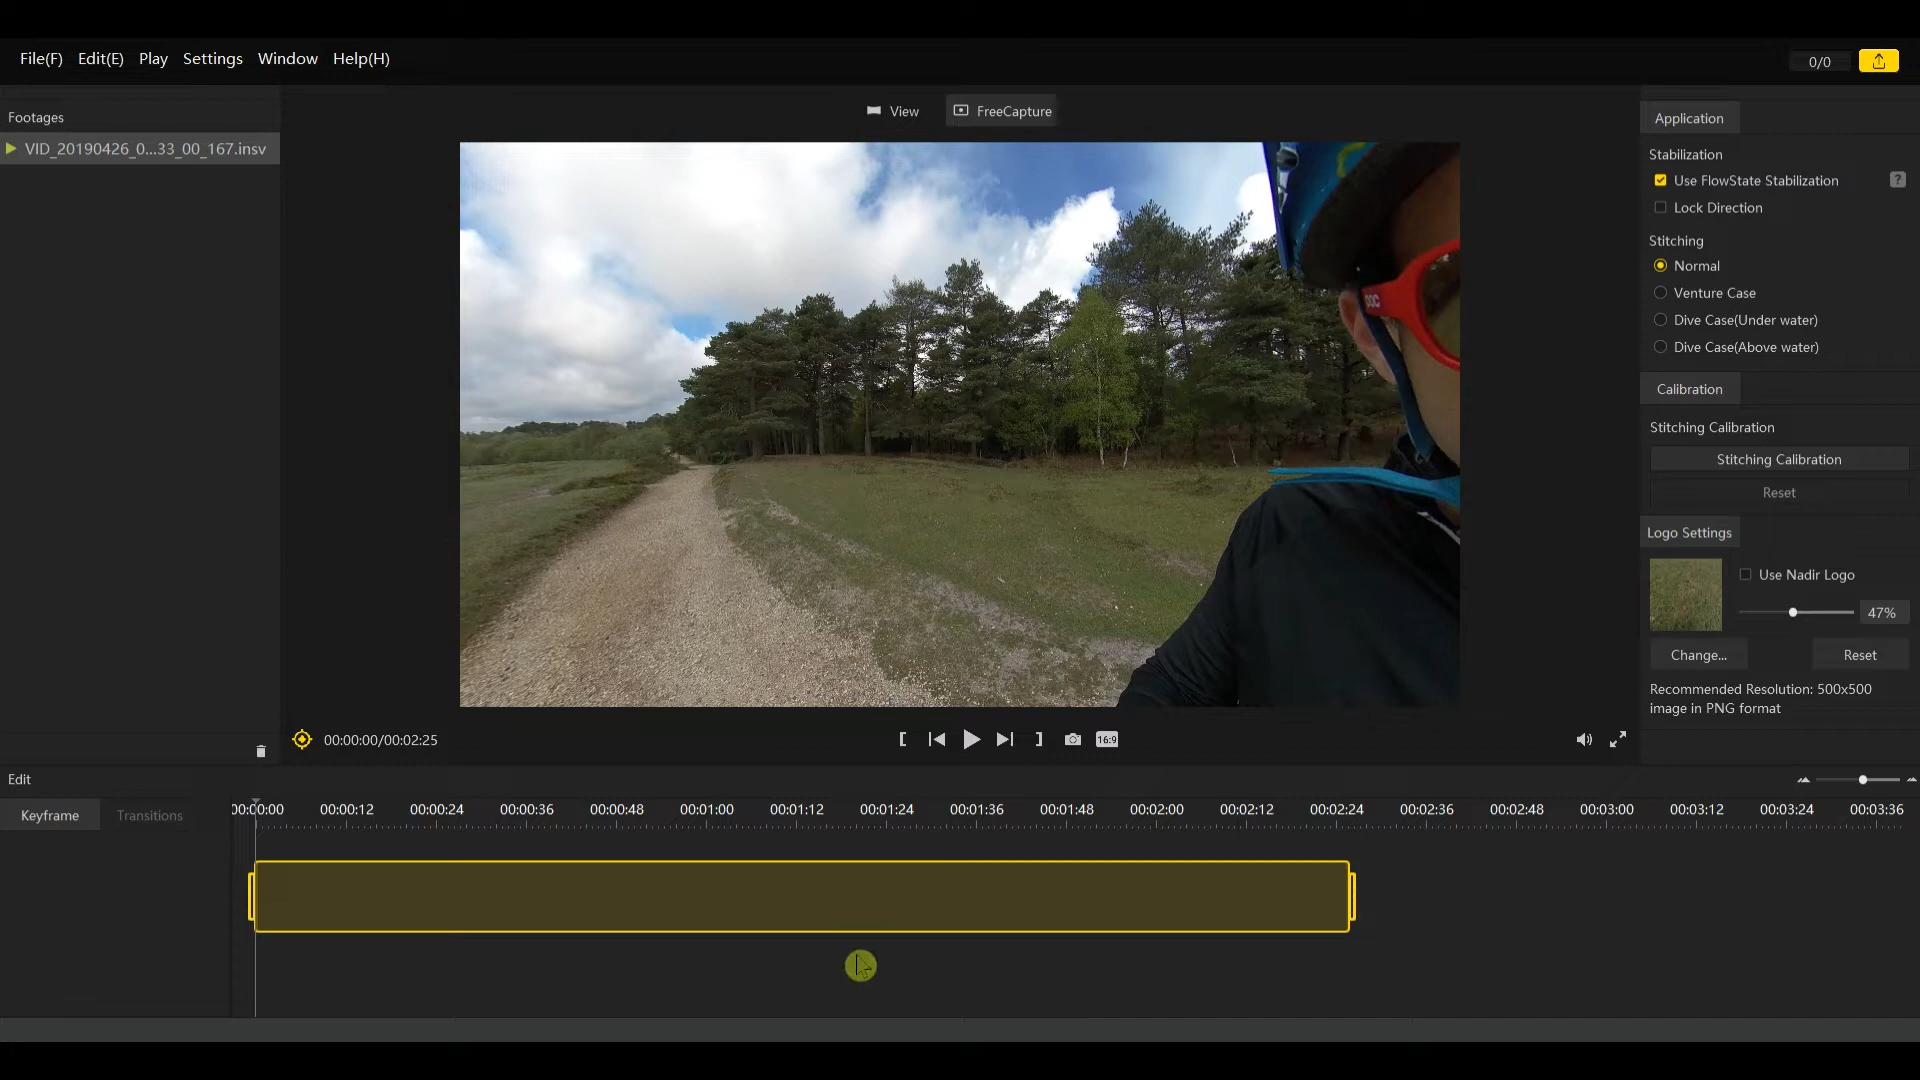 File(F) Edit(E) Play Settings Window Help(H)
0/0
View FreeCapture
Footages
VID_20190426_0...33_00_167.insv
Application
Stabilization
Use FlowState Stabilization ?
Lock Direction
Stitching
Normal
Venture Case
Dive Case(Under water)
Dive Case(Above water)
Calibration
Stitching Calibration
Stitching Calibration
Reset
Logo Settings
Use Nadir Logo
47%
Change... Reset
Recommended Resolution: 500x500
image in PNG format
POC
00:00:00/00:02:25
16:9
Edit
Keyframe Transitions
00:00:00 00:00:12 00:00:24 00:00:36 00:00:48 00:01:00 00:01:12 00:01:24 00:01:36 00:01:48 00:02:00 00:02:12 00:02:24 00:02:36 00:02:48 00:03:00 00:03:12 00:03:24 00:03:36